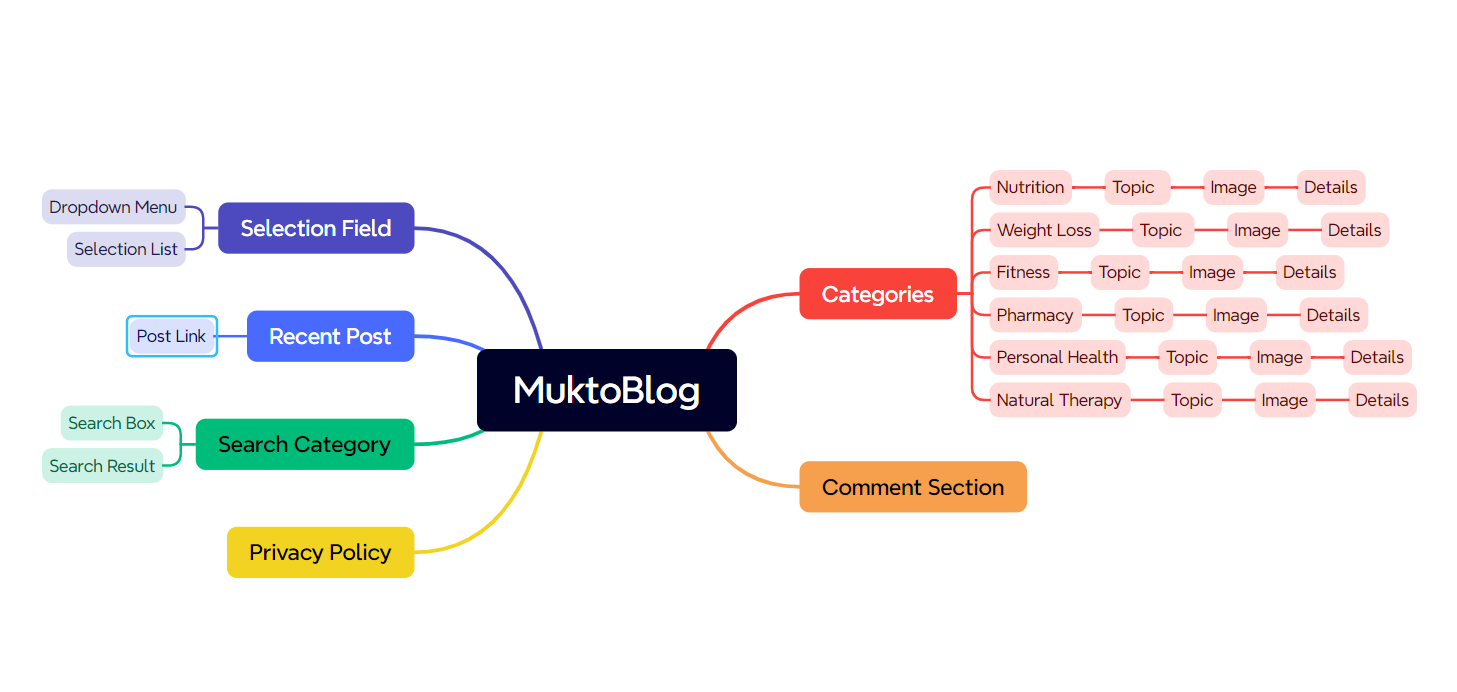 MuktoBlog
Selection Field
Dropdown Menu
Selection List
Recent Post
Post Link
Search Category
Search Box
Search Result
Privacy Policy
Categories
Nutrition Topic Image Details
Weight Loss Topic Image Details
Fitness Topic Image Details
Pharmacy Topic Image Details
Personal Health Topic Image Details
Natural Therapy Topic Image Details
Comment Section